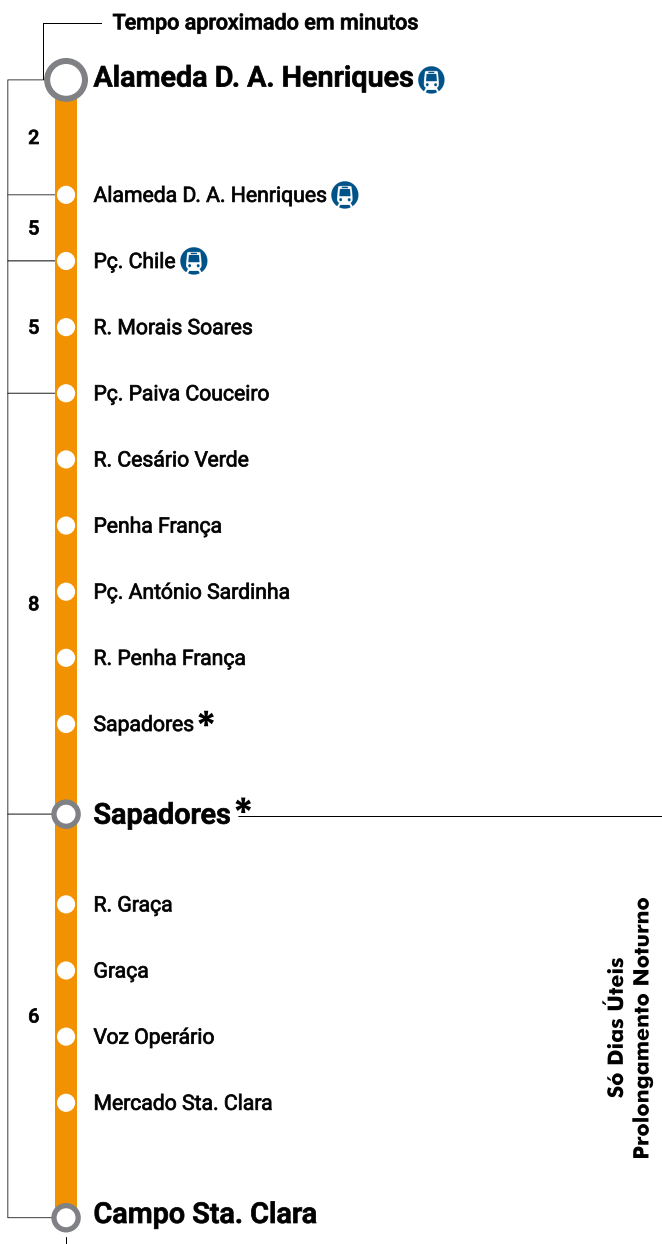 Tempo aproximado em minutos
Alameda D. A. Henriques
2
Alameda D. A. Henriques
5
Pç. Chile
5
R. Morais Soares
Pç. Paiva Couceiro
R. Cesário Verde
Penha França
Pç. António Sardinha
8
R. Penha França
Sapadores *
Sapadores *
R. Graça
Graça
6
Voz Operário
Mercado Sta. Clara
Campo Sta. Clara
Só Dias Úteis
Prolongamento Noturno